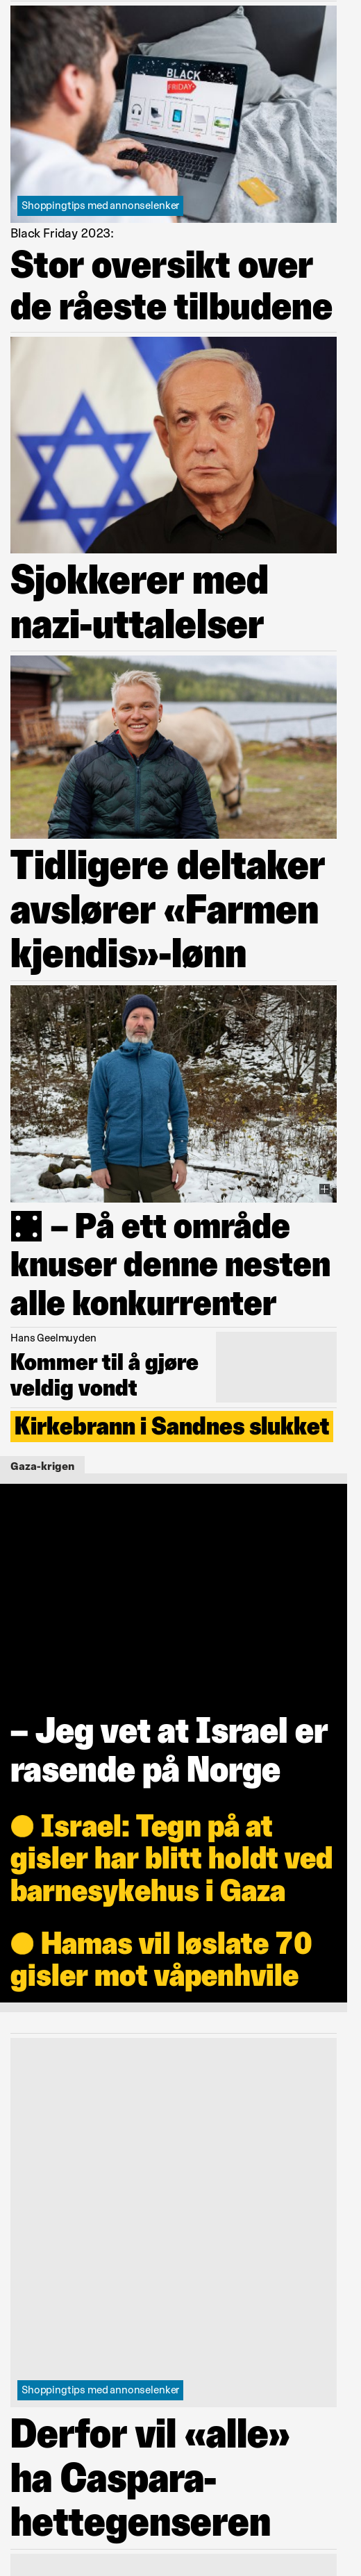 BLACK
FRIDAY
Shoppingtips med annonselenker
Black Friday 2023:
Stor oversikt over
de råeste tilbudene
Sjokkerer med
nazi-uttalelser
Tidligere deltaker
avslører «Farmen
kjendis»-lønn
– På ett område
knuser denne nesten
alle konkurrenter
Hans Geelmuyden
Kommer til å gjøre
veldig vondt
Kirkebrann i Sandnes slukket
Gaza-krigen
– Jeg vet at Israel er
rasende på Norge
● Israel: Tegn på at
gisler har blitt holdt ved
barnesykehus i Gaza
● Hamas vil løslate 70
gisler mot våpenhvile
Shoppingtips med annonselenker
Derfor vil «alle»
ha Caspara-
hettegenseren